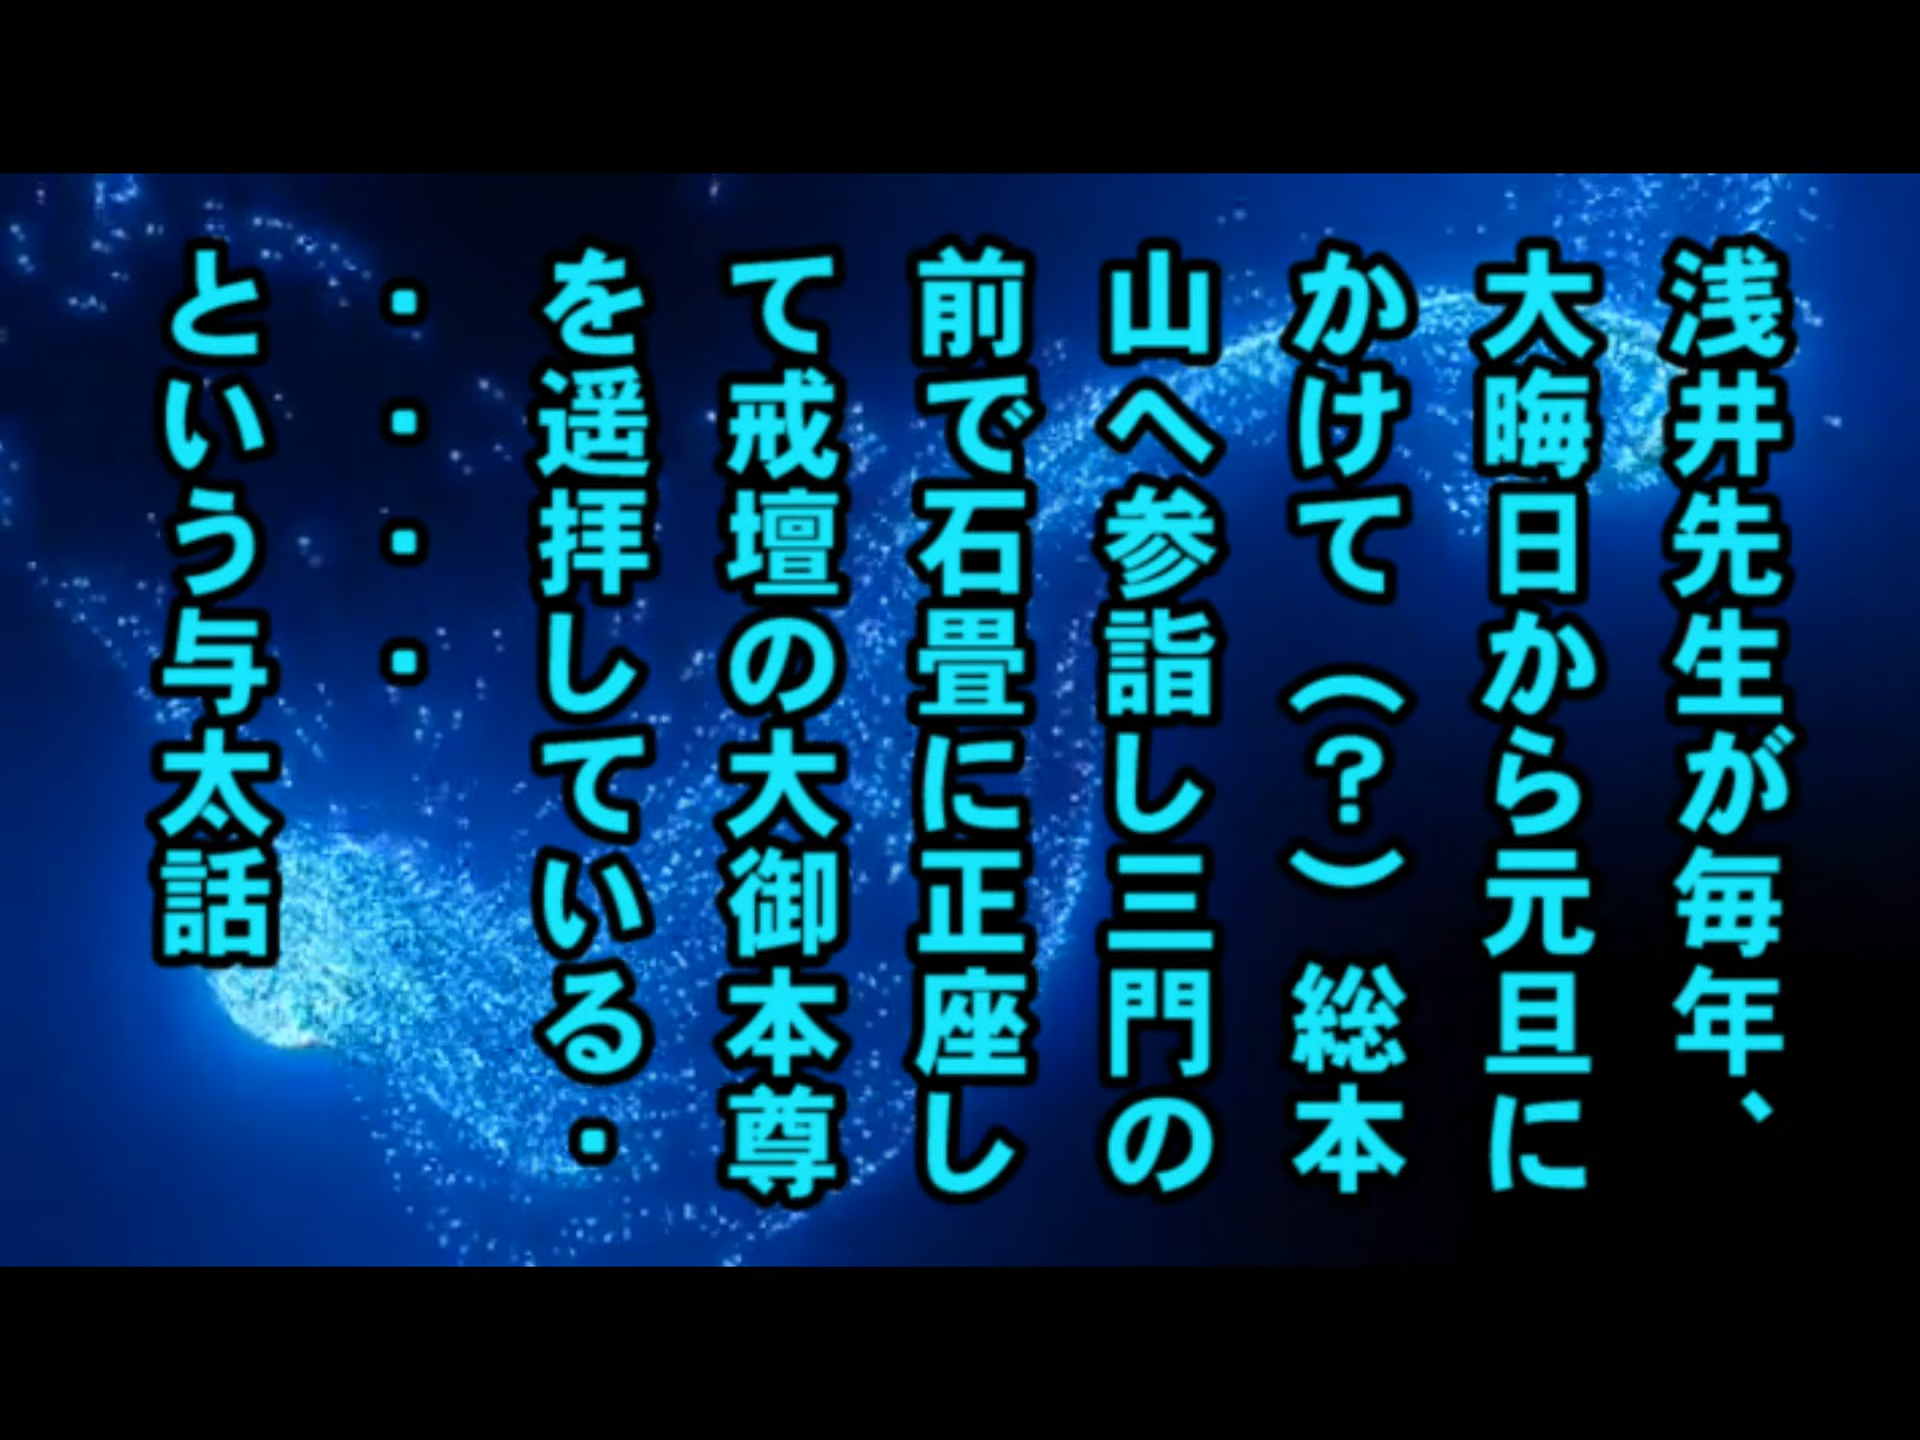 浅井先生が毎年、
大晦日から元旦に
かけて（？）総本
山へ参詣し三門の
前で石畳に正座し
て戒壇の大御本尊
を遥拝している・
・・・・
という与太話